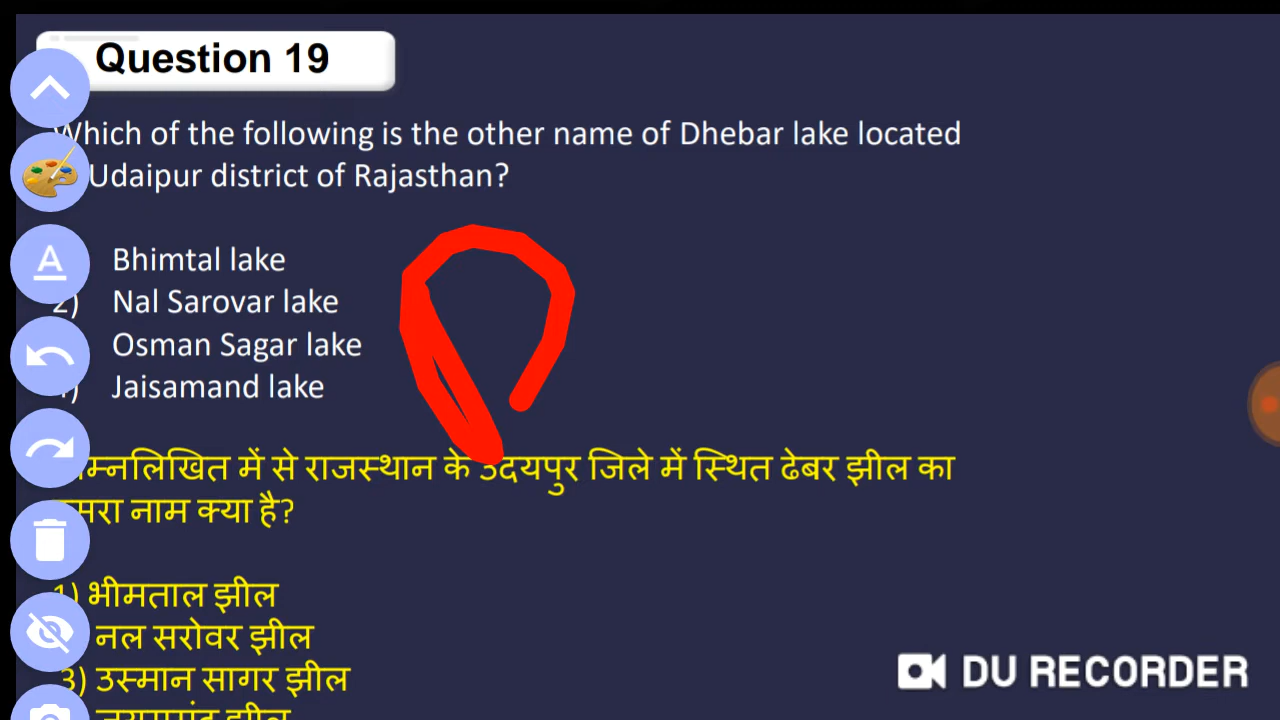 Question 19
Which of the following is the other name of Dhebar lake located
Udaipur district of Rajasthan?
Bhimtal lake
2) Nal Sarovar lake
Osman Sagar lake
4) Jaisamand lake
में से राजस्थान के उदयपुर जिले में स्थित ढेबर झील का
नाम क्या है?
1) भीमताल झील
नल सरोवर झील
3) उस्मान सागर झील
झील
DU RECORDER